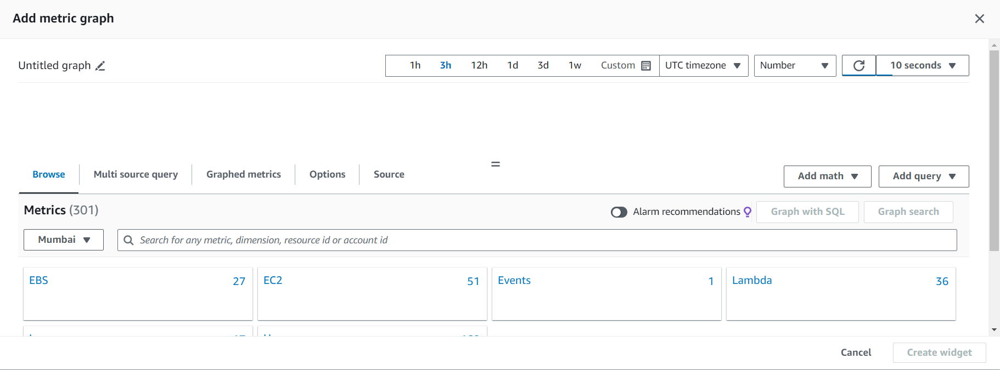 Add metric graph
Untitled graph
1h 3h 12h 1d 3d 1w Custom UTC timezone Number 10 seconds
Browse Multi source query Graphed metrics Options Source
Add math Add query
Metrics (301)
Alarm recommendations Graph with SQL Graph search
Mumbai Search for any metric, dimension, resource id or account id
EBS 27 EC2 51 Events 1 Lambda 36
Cancel Create widget